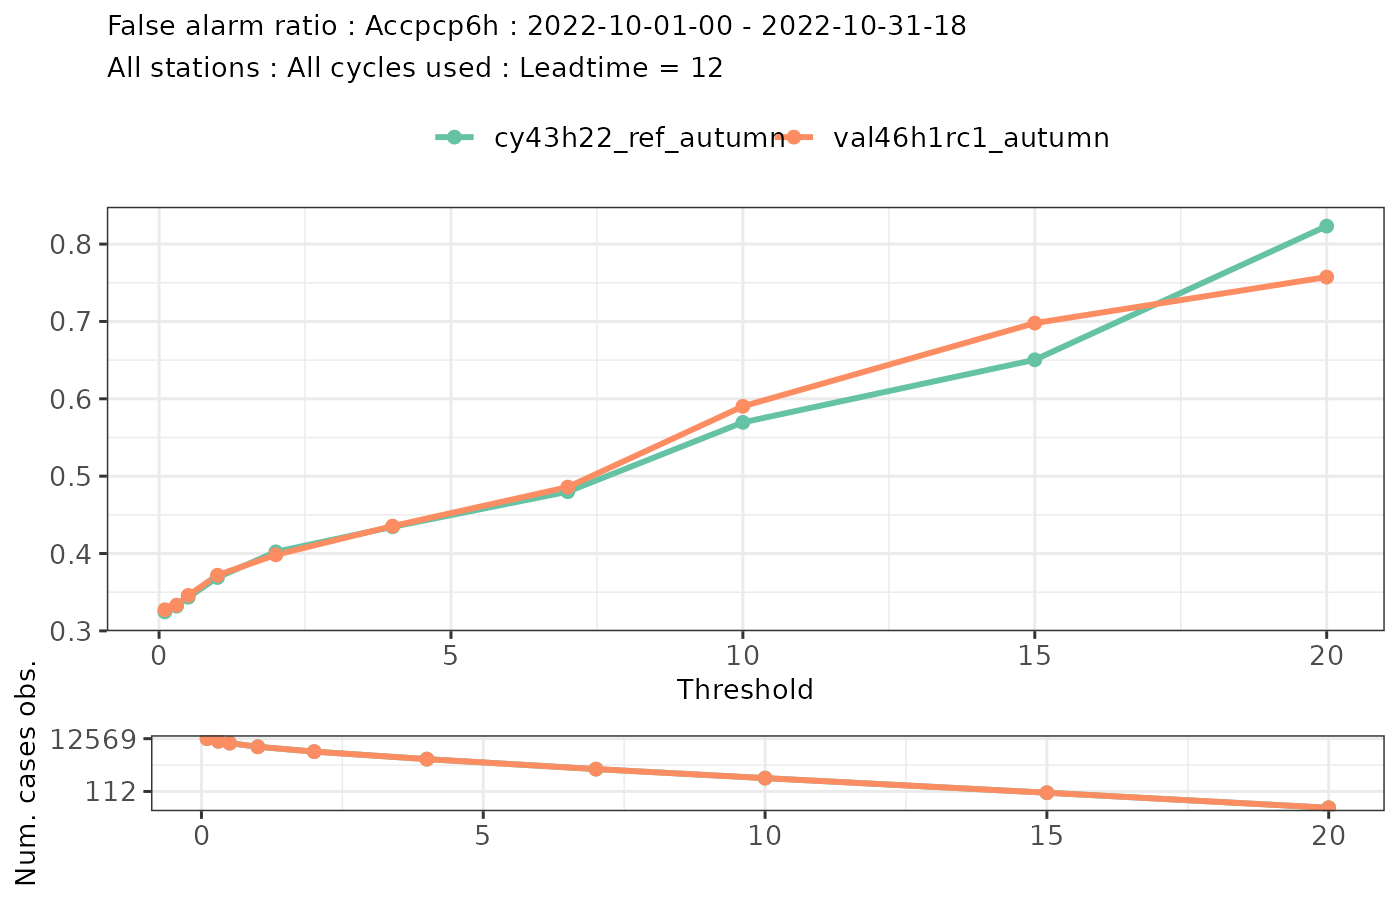 False alarm ratio : Accpcp6h : 2022-10-01-00 - 2022-10-31-18
All stations : All cycles used : Leadtime = 12
cy43h22_ref_autumn val46h1rc1_autumn
0.8
0.7
0.6
0.5
0.4
0.3
0 5 10 15 20
Threshold
Num. cases obs.
12569
112
0 5 10 15 20